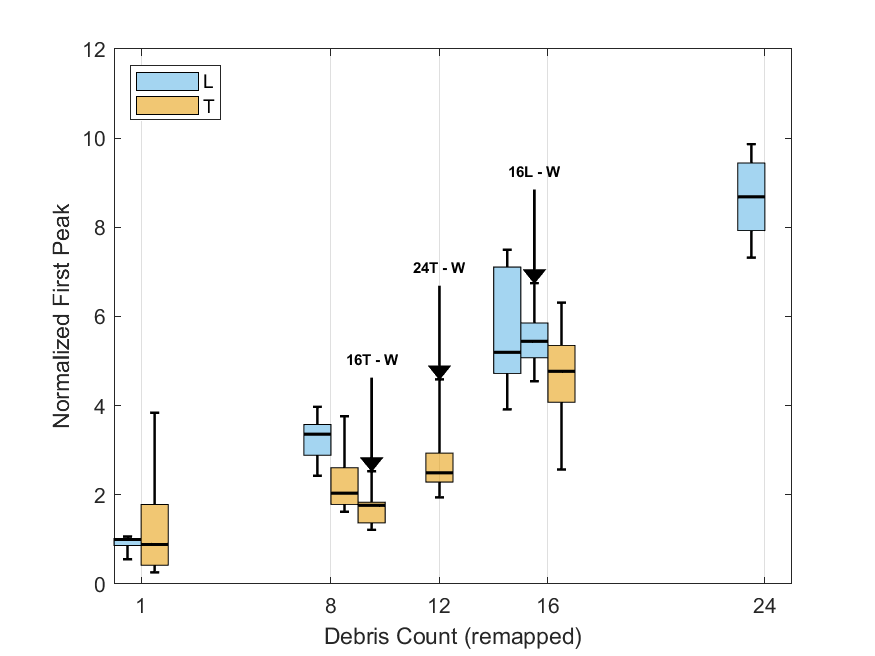 12
10
8
6
4
2
0
Normalized First Peak
L
T
16L - W
24T - W
16T - W
1
8
12
16
24
Debris Count (remapped)